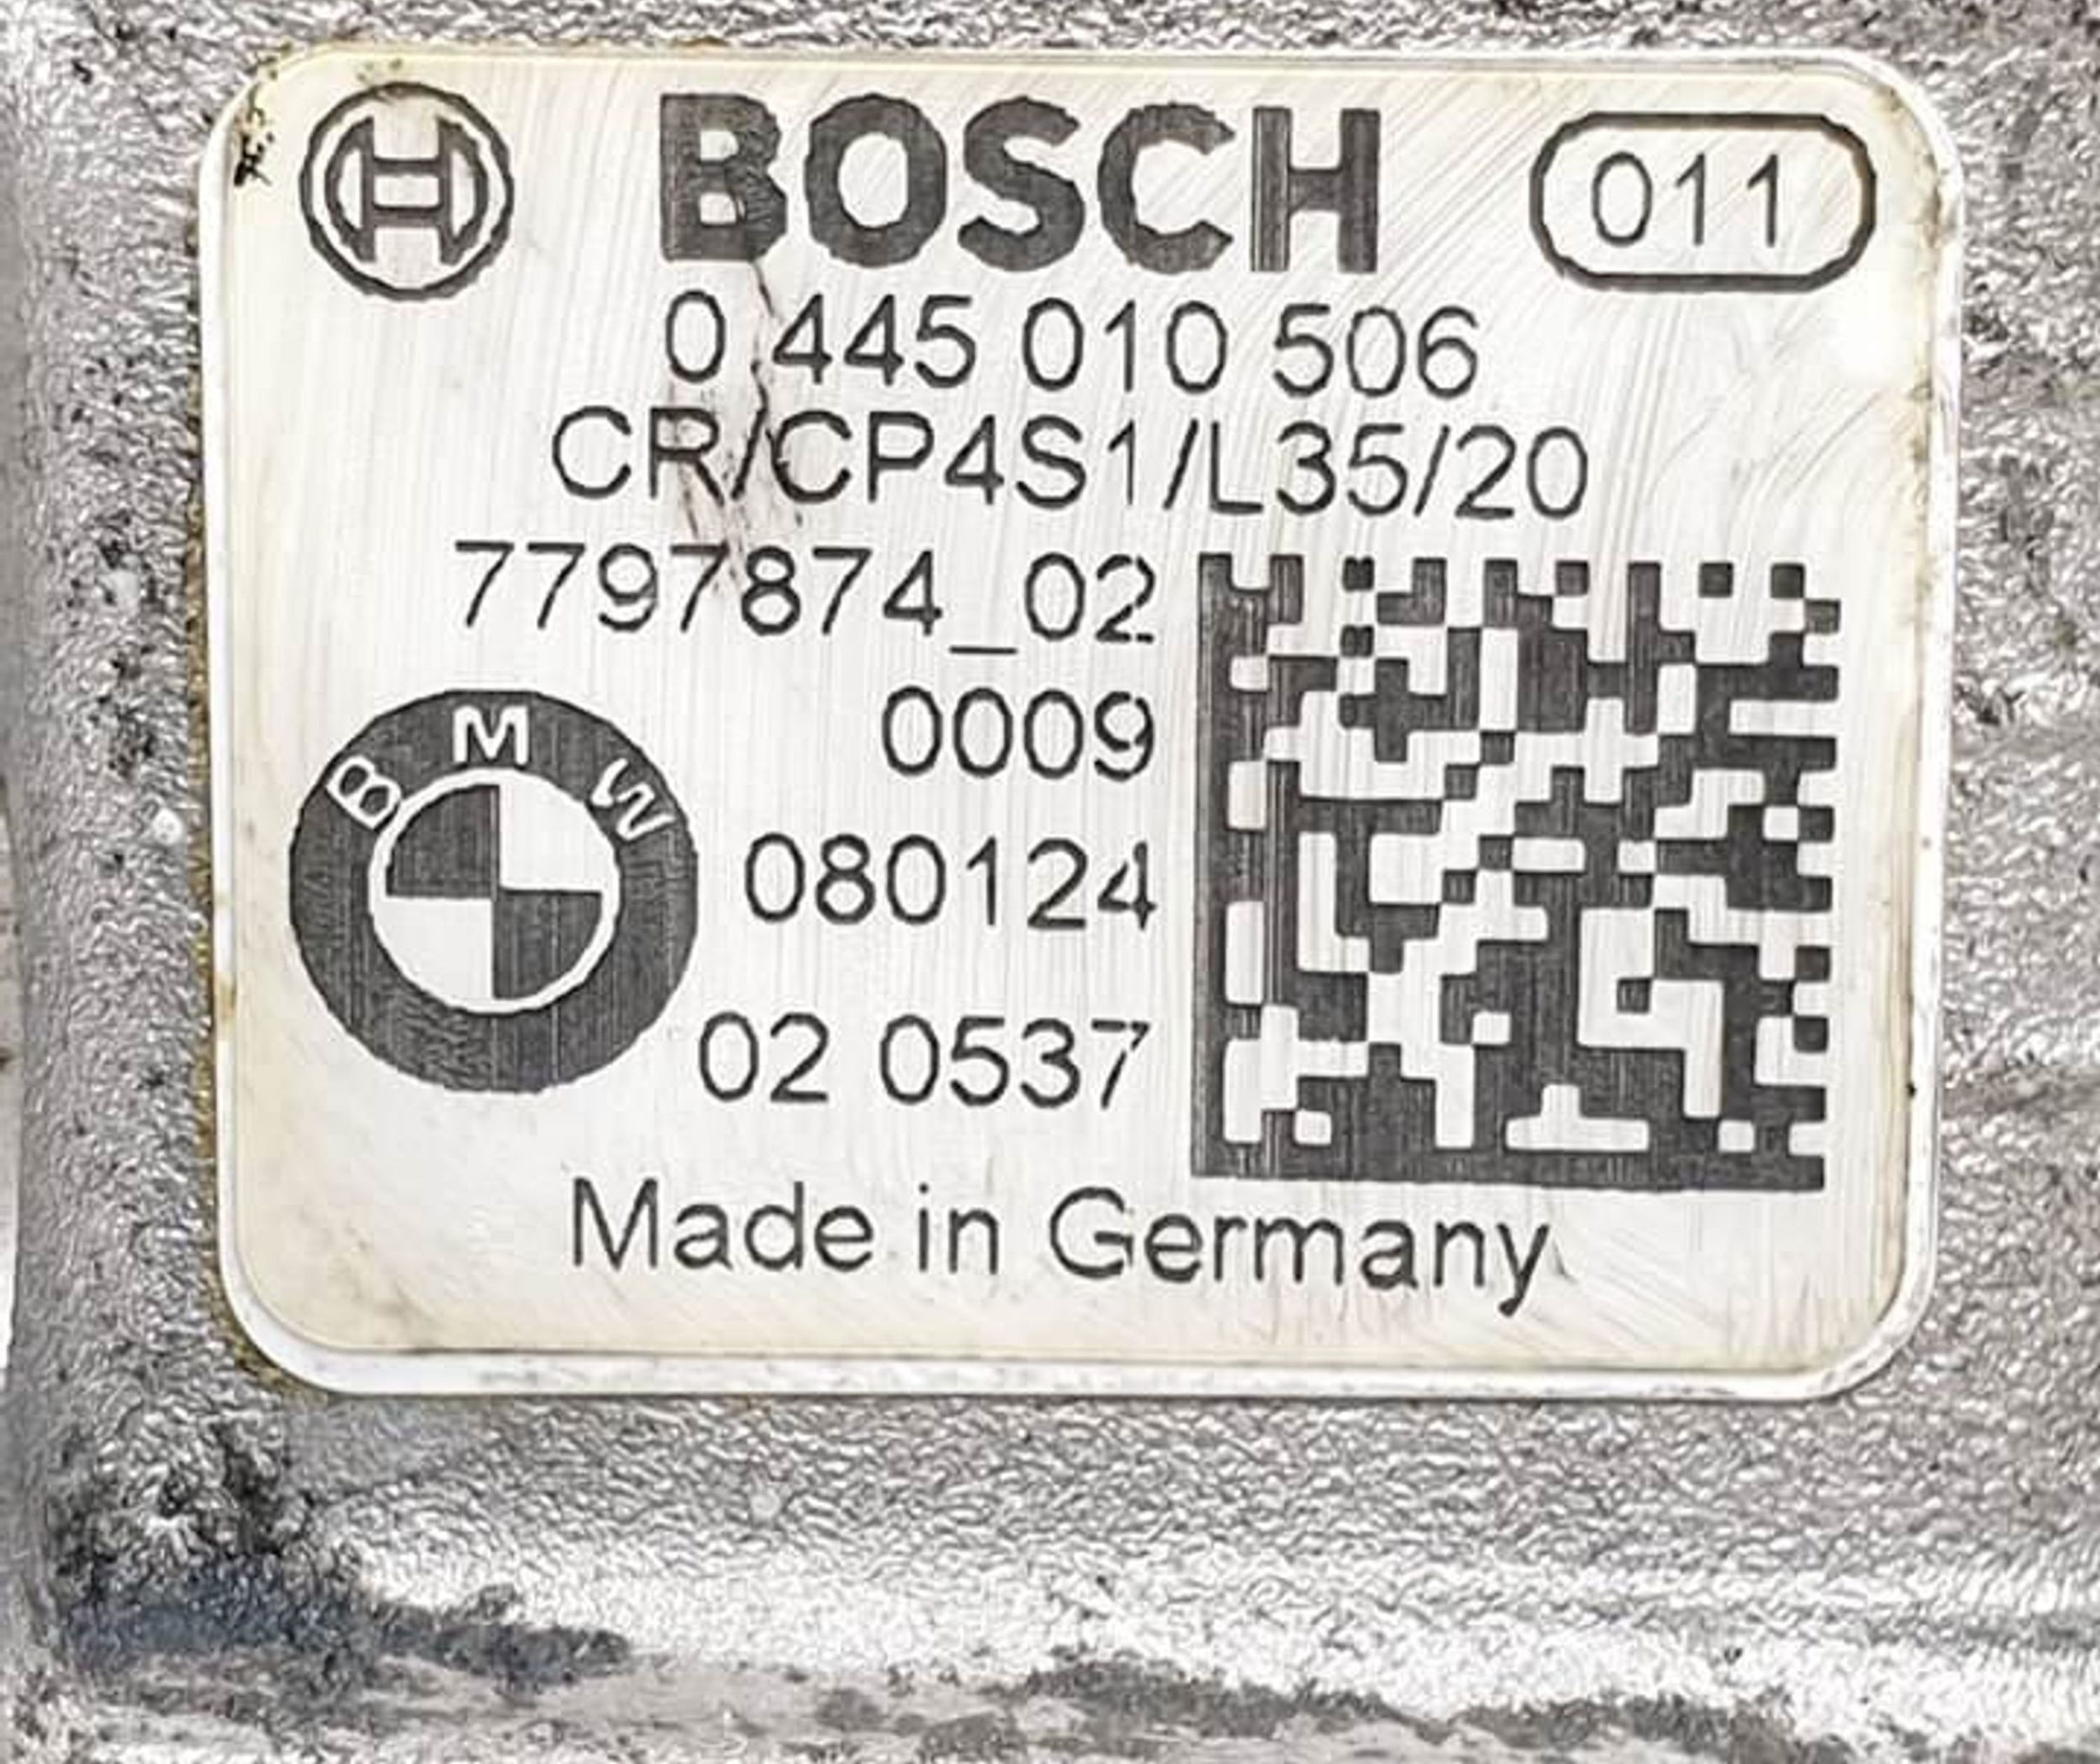 BOSCH 011
0 445 010 506
CR/CP4S1/L35/20
7797874_02
0009
BMW
080124
02 0537
Made in Germany